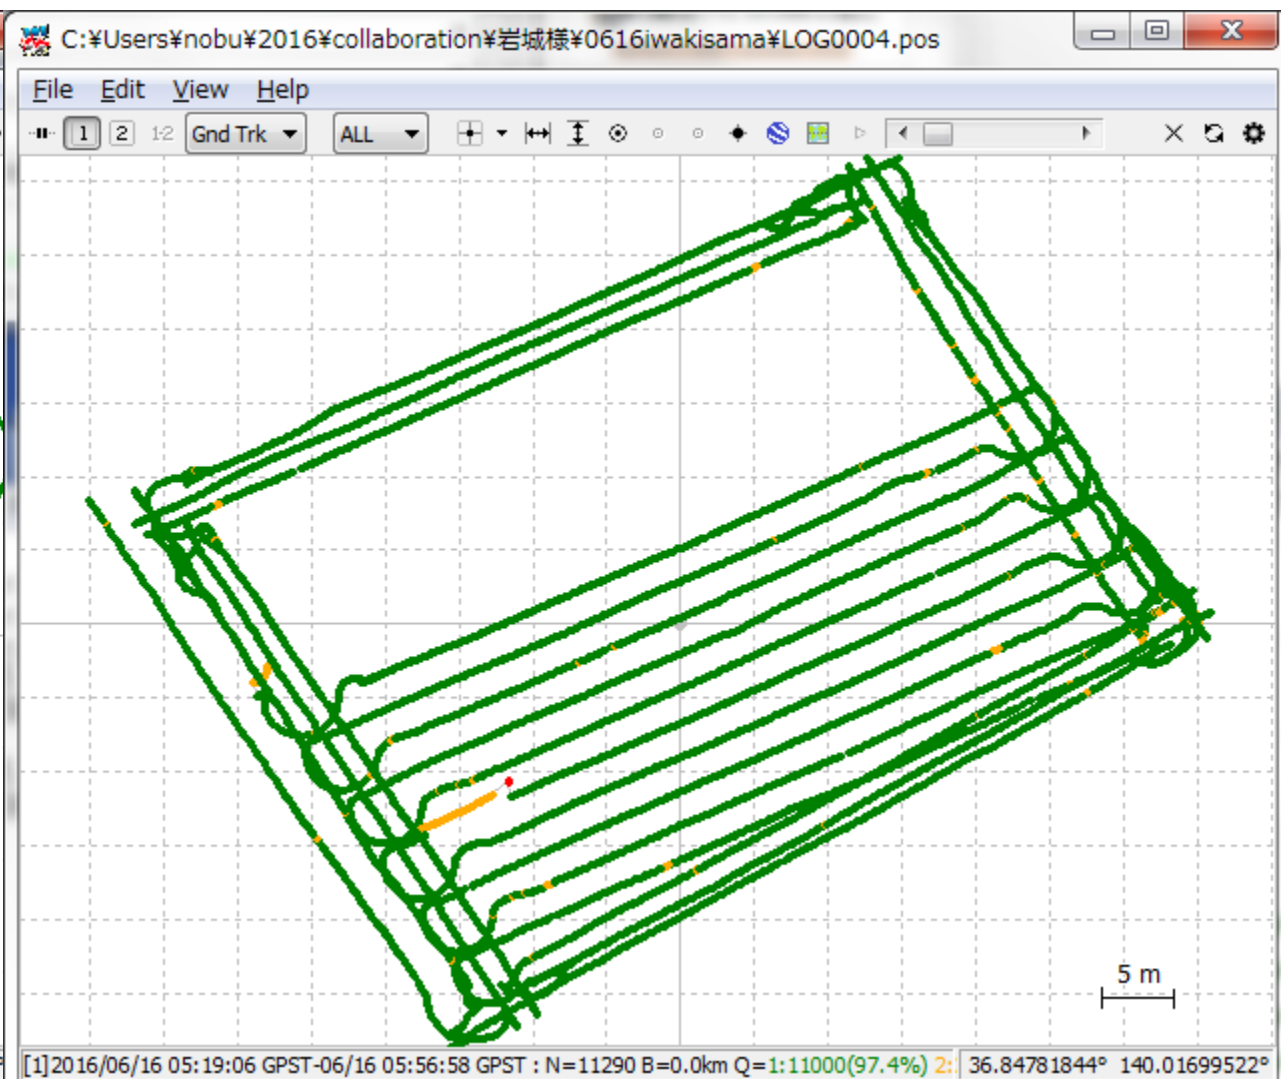 C:¥Users¥nobu¥2016¥collaboration¥岩城様¥0616iwakisama¥LOG0004.pos
File Edit View Help
1 2 1-2 Gnd Trk ALL
5 m
[1]2016/06/16 05:19:06 GPST-06/16 05:56:58 GPST : N=11290 B=0.0km Q=1:11000(97.4%) 2: 36.84781844° 140.01699522°